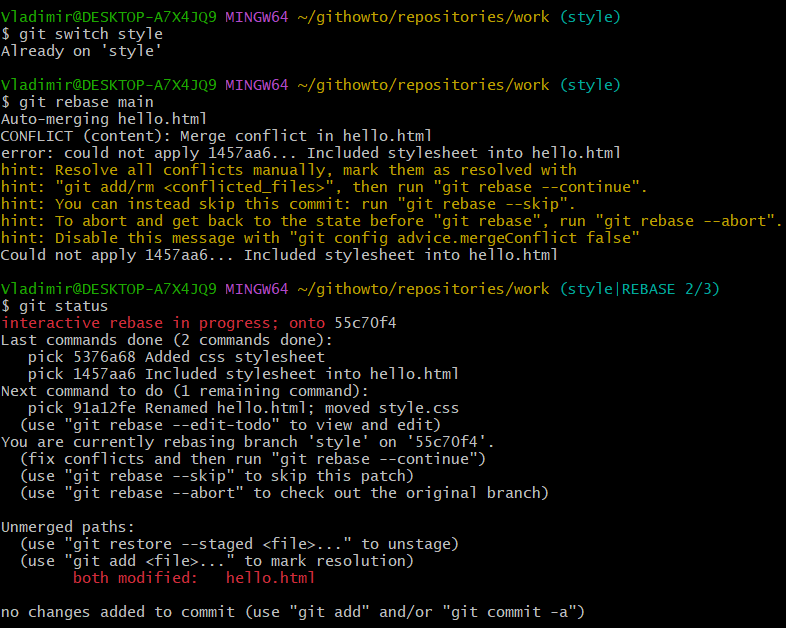 Vladimir@DESKTOP-A7X4JQ9 MINGW64 ~/githowto/repositories/work (style)
$ git switch style
Already on 'style'
Vladimir@DESKTOP-A7X4JQ9 MINGW64 ~/githowto/repositories/work (style)
$ git rebase main
Auto-merging hello.html
CONFLICT (content): Merge conflict in hello.html
error: could not apply 1457aa6... Included stylesheet into hello.html
hint: Resolve all conflicts manually, mark them as resolved with
hint: "git add/rm <conflicted_files>", then run "git rebase --continue".
hint: You can instead skip this commit: run "git rebase --skip".
hint: To abort and get back to the state before "git rebase", run "git rebase --abort".
hint: Disable this message with "git config advice.mergeConflict false"
Could not apply 1457aa6... Included stylesheet into hello.html
Vladimir@DESKTOP-A7X4JQ9 MINGW64 ~/githowto/repositories/work (style|REBASE 2/3)
$ git status
interactive rebase in progress; onto 55c70f4
Last commands done (2 commands done):
   pick 5376a68 Added css stylesheet
   pick 1457aa6 Included stylesheet into hello.html
Next command to do (1 remaining command):
   pick 91a12fe Renamed hello.html; moved style.css
  (use "git rebase --edit-todo" to view and edit)
You are currently rebasing branch 'style' on '55c70f4'.
  (fix conflicts and then run "git rebase --continue")
  (use "git rebase --skip" to skip this patch)
  (use "git rebase --abort" to check out the original branch)
Unmerged paths:
  (use "git restore --staged <file>..." to unstage)
  (use "git add <file>..." to mark resolution)
        both modified:   hello.html
no changes added to commit (use "git add" and/or "git commit -a")